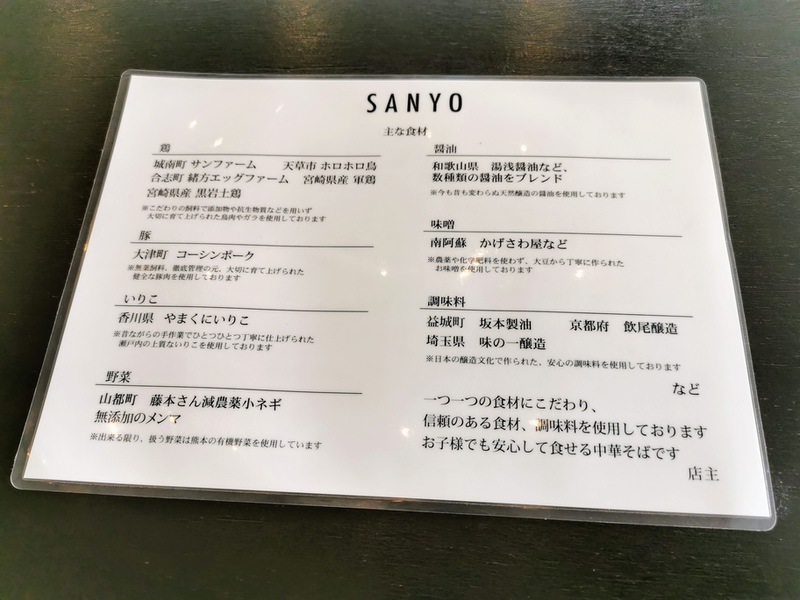 SANYO
主な食材
鶏
城南町 サンファーム　天草市 ホロホロ鳥
合志町 緒方エッグファーム　宮崎県産 軍鶏
宮崎県産 黒岩土鶏
※こだわりの飼料で添加物や抗生物質などを用いず
大切に育て上げられた鳥肉やガラを使用しております
豚
大津町 コーシンポーク
※無薬飼料、徹底管理の元、大切に育て上げられた
健全な豚肉を使用しております
いりこ
香川県 やまくにいりこ
※昔ながらの手作業でひとつひとつ丁寧に仕上げられた
瀬戸内の上質ないりこを使用しております
野菜
山都町 藤本さん減農薬小ネギ
無添加のメンマ
※出来る限り、扱う野菜は熊本の有機野菜を使用しています
醤油
和歌山県 湯浅醤油など、
数種類の醤油をブレンド
※今も昔も変わらぬ天然醸造の醤油を使用しております
味噌
南阿蘇 かげさわ屋など
※農薬や化学肥料を使わず、大豆から丁寧に作られた
お味噌を使用しております
調味料
益城町 坂本製油　京都府 飲尾醸造
埼玉県 味の一醸造
※日本の醸造文化で作られた、安心の調味料を使用しております
など
一つ一つの食材にこだわり、
信頼のある食材、調味料を使用しております
お子様でも安心して食せる中華そばです
店主